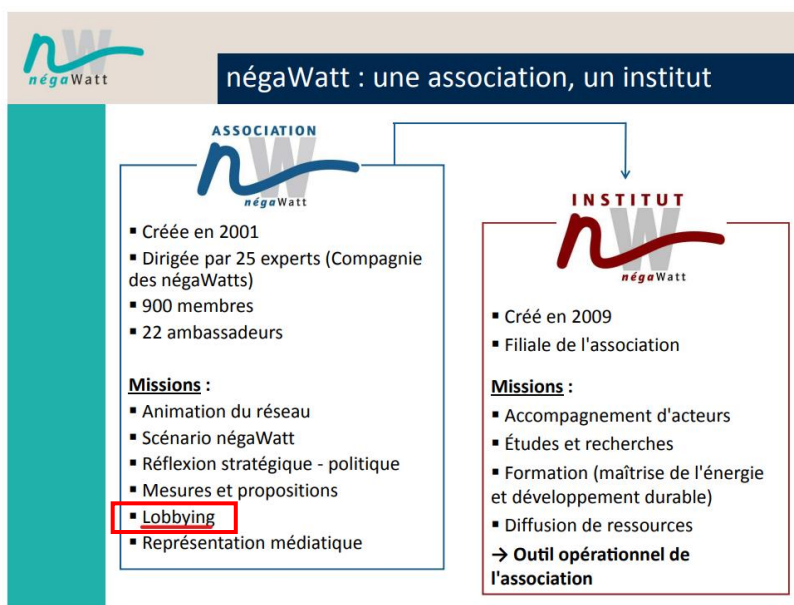 nW
négaWatt
négaWatt : une association, un institut
ASSOCIATION
nW
négaWatt
▪ Créée en 2001
▪ Dirigée par 25 experts (Compagnie
des négaWatts)
▪ 900 membres
▪ 22 ambassadeurs
Missions :
▪ Animation du réseau
▪ Scénario négaWatt
▪ Réflexion stratégique - politique
▪ Mesures et propositions
▪ Lobbying
▪ Représentation médiatique
INSTITUT
nW
négaWatt
▪ Créé en 2009
▪ Filiale de l'association
Missions :
▪ Accompagnement d'acteurs
▪ Études et recherches
▪ Formation (maîtrise de l'énergie
et développement durable)
▪ Diffusion de ressources
→ Outil opérationnel de
l'association